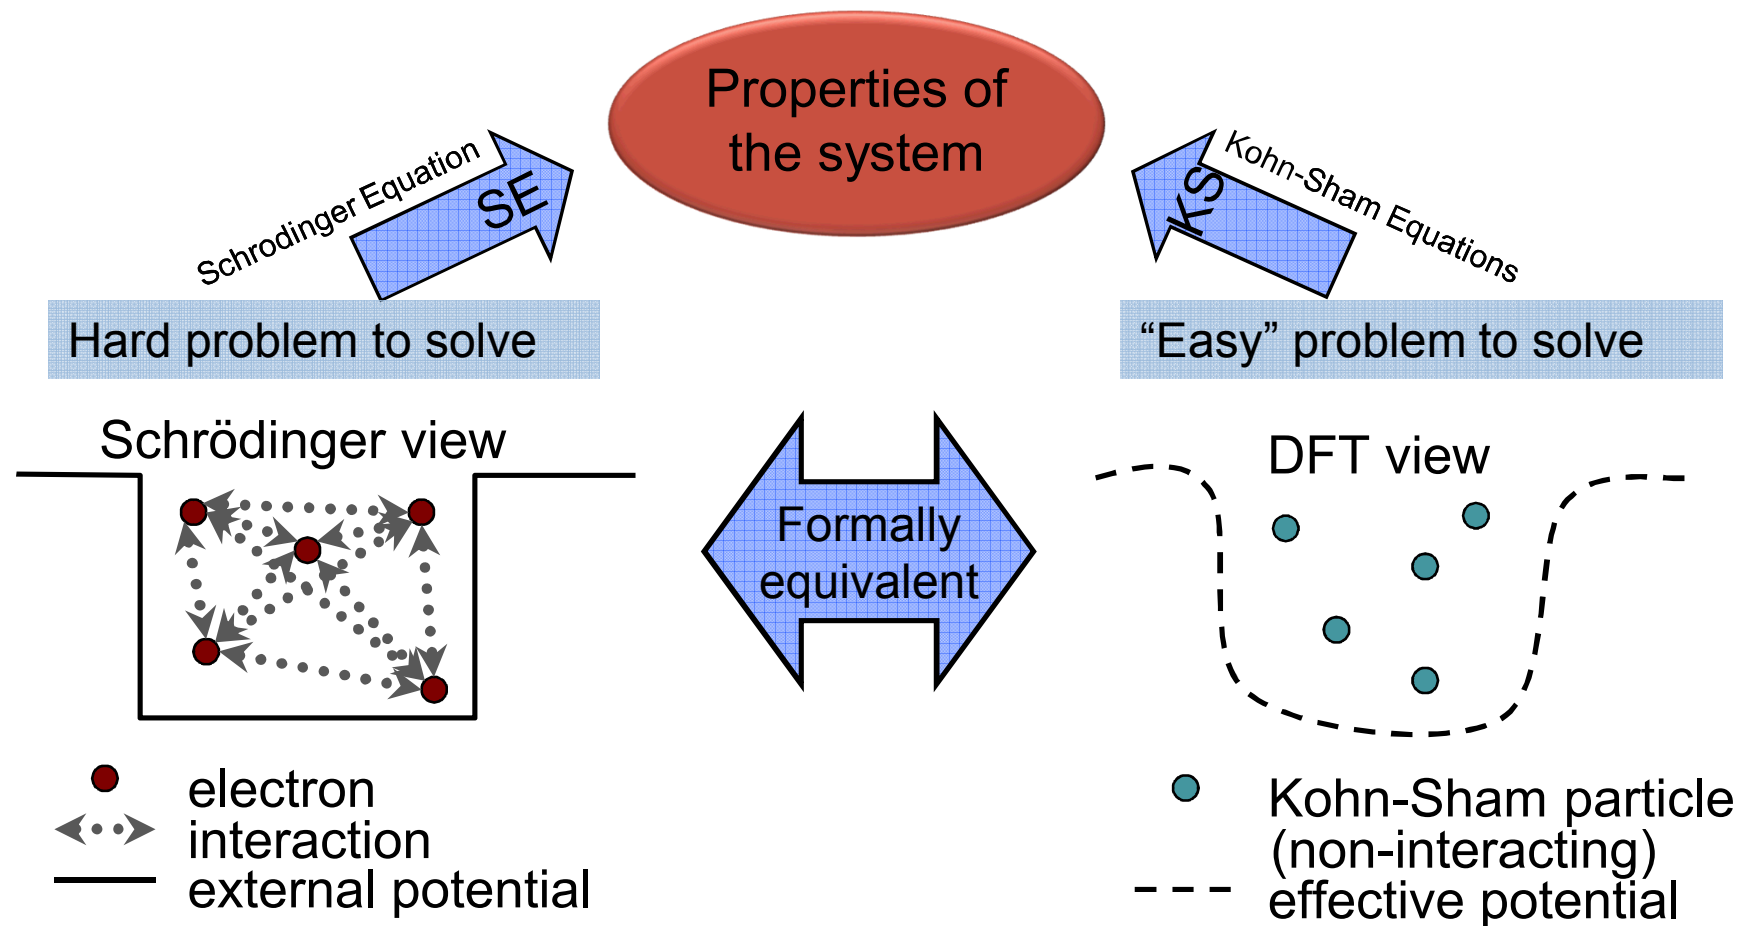 Properties of
the system
Schrodinger Equation
SE
KS
Kohn-Sham Equations
Hard problem to solve
“Easy” problem to solve
Schrödinger view
DFT view
Formally
equivalent
electron
interaction
external potential
Kohn-Sham particle
(non-interacting)
effective potential